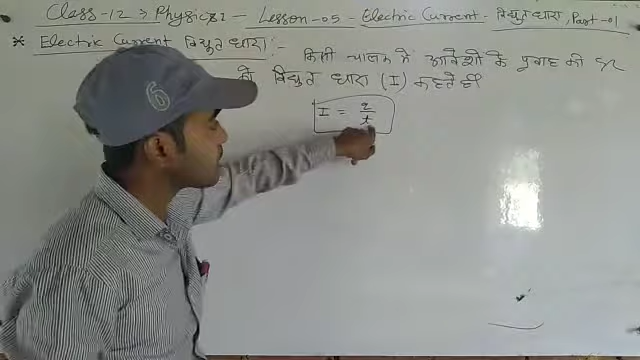 Class-12 → Physics I - Lesson-05 - Electric Current - विद्युत धारा, Part-01
* Electric Current विद्युत धारा :- किसी चालक में आवेशों के प्रवाह की दर
को विद्युत धारा (I) कहते हैं
I = q/t
6